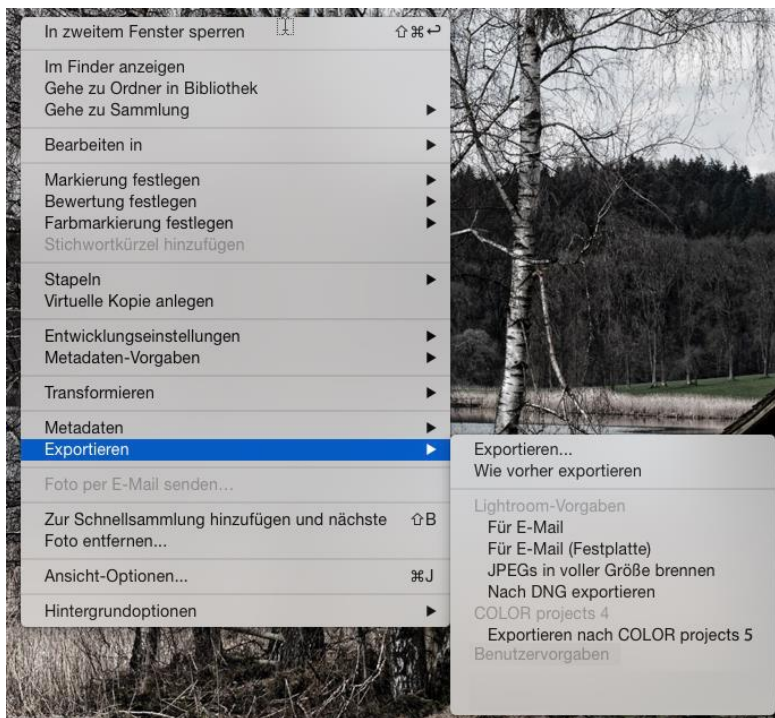 In zweitem Fenster sperren ⇧⌘↩
Im Finder anzeigen
Gehe zu Ordner in Bibliothek
Gehe zu Sammlung ▶
Bearbeiten in ▶
Markierung festlegen ▶
Bewertung festlegen ▶
Farbmarkierung festlegen ▶
Stichwortkürzel hinzufügen
Stapeln ▶
Virtuelle Kopie anlegen
Entwicklungseinstellungen ▶
Metadaten-Vorgaben ▶
Transformieren ▶
Metadaten ▶
Exportieren ▶
Foto per E-Mail senden...
Zur Schnellsammlung hinzufügen und nächste ⇧B
Foto entfernen...
Ansicht-Optionen... ⌘J
Hintergrundoptionen ▶
Exportieren...
Wie vorher exportieren
Lightroom-Vorgaben
Für E-Mail
Für E-Mail (Festplatte)
JPEGs in voller Größe brennen
Nach DNG exportieren
COLOR projects 4
Exportieren nach COLOR projects 5
Benutzervorgaben